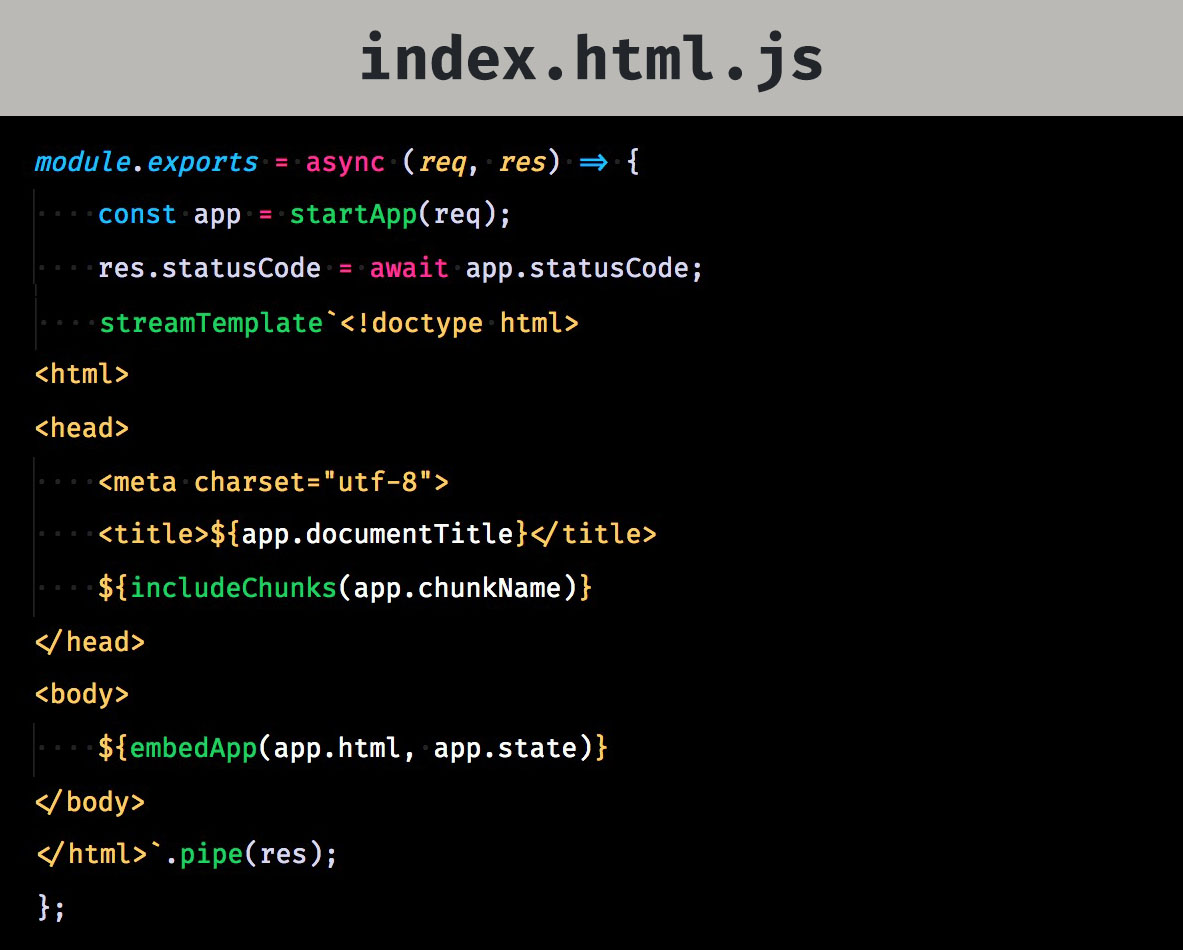 index.html.js
module.exports = async (req, res) => {
    const app = startApp(req);
    res.statusCode = await app.statusCode;
    streamTemplate`<!doctype html>
<html>
<head>
    <meta charset="utf-8">
    <title>${app.documentTitle}</title>
    ${includeChunks(app.chunkName)}
</head>
<body>
    ${embedApp(app.html, app.state)}
</body>
</html>`.pipe(res);
};